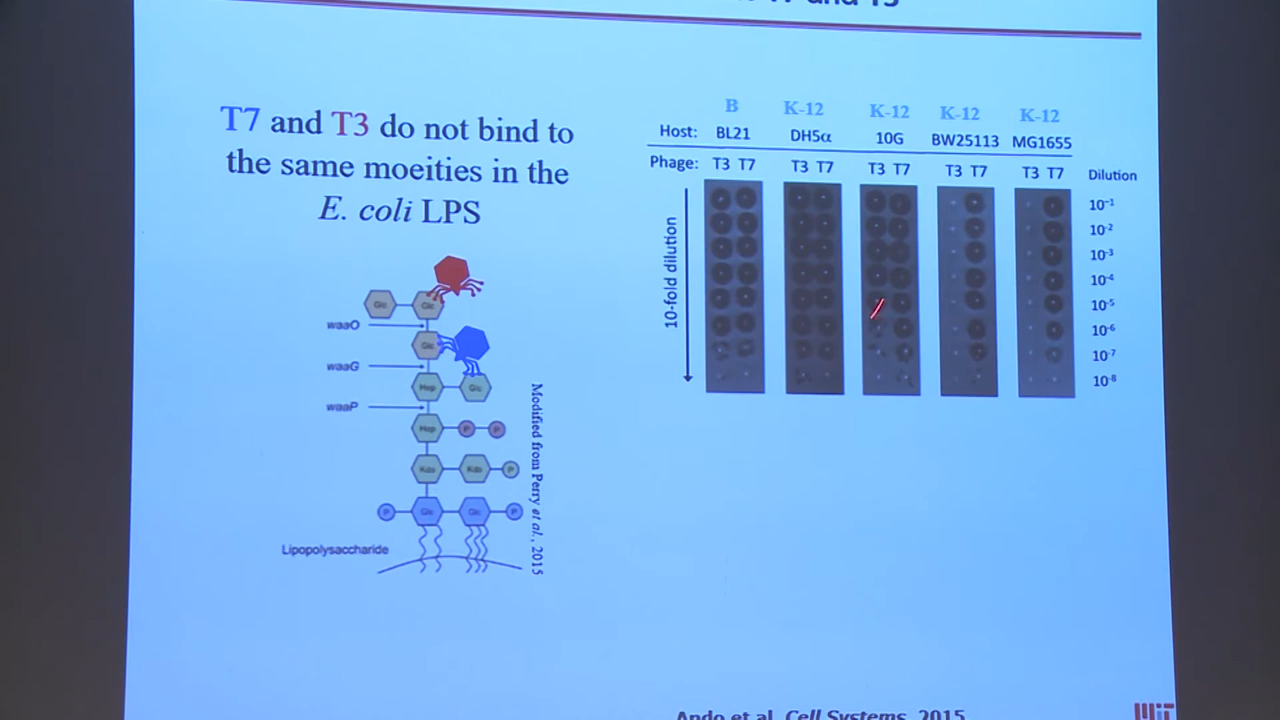 T7 and T3
T7 and T3 do not bind to
the same moeities in the
E. coli LPS
Glc Glc
waaO
Glc
waaG
Hep Glc
waaP
Hep P P
Kdo Kdo P
P Glc Glc P
Lipopolysaccharide
Modified from Perry et al., 2015
B K-12 K-12 K-12 K-12
Host: BL21 DH5α 10G BW25113 MG1655
Phage: T3 T7 T3 T7 T3 T7 T3 T7 T3 T7 Dilution
10-fold dilution
10⁻¹
10⁻²
10⁻³
10⁻⁴
10⁻⁵
10⁻⁶
10⁻⁷
10⁻⁸
Ando et al. Cell Systems, 2015
MIT